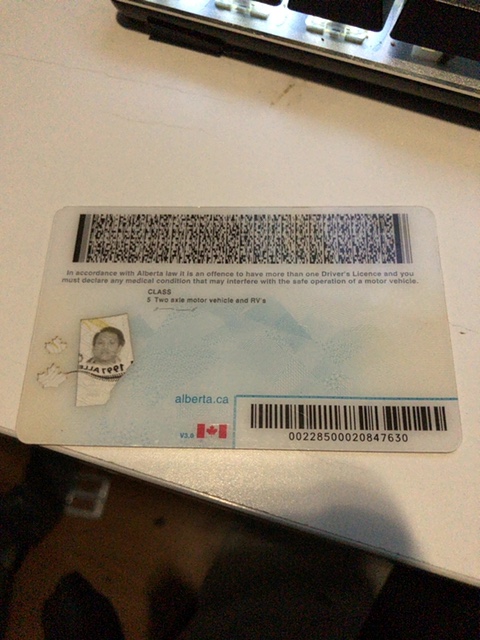 In accordance with Alberta law it is an offence to have more than one Driver's Licence and you
must declare any medical condition that may interfere with the safe operation of a motor vehicle.
CLASS
5 Two axle motor vehicle and RV's
alberta.ca
V3.8
00228500020847630